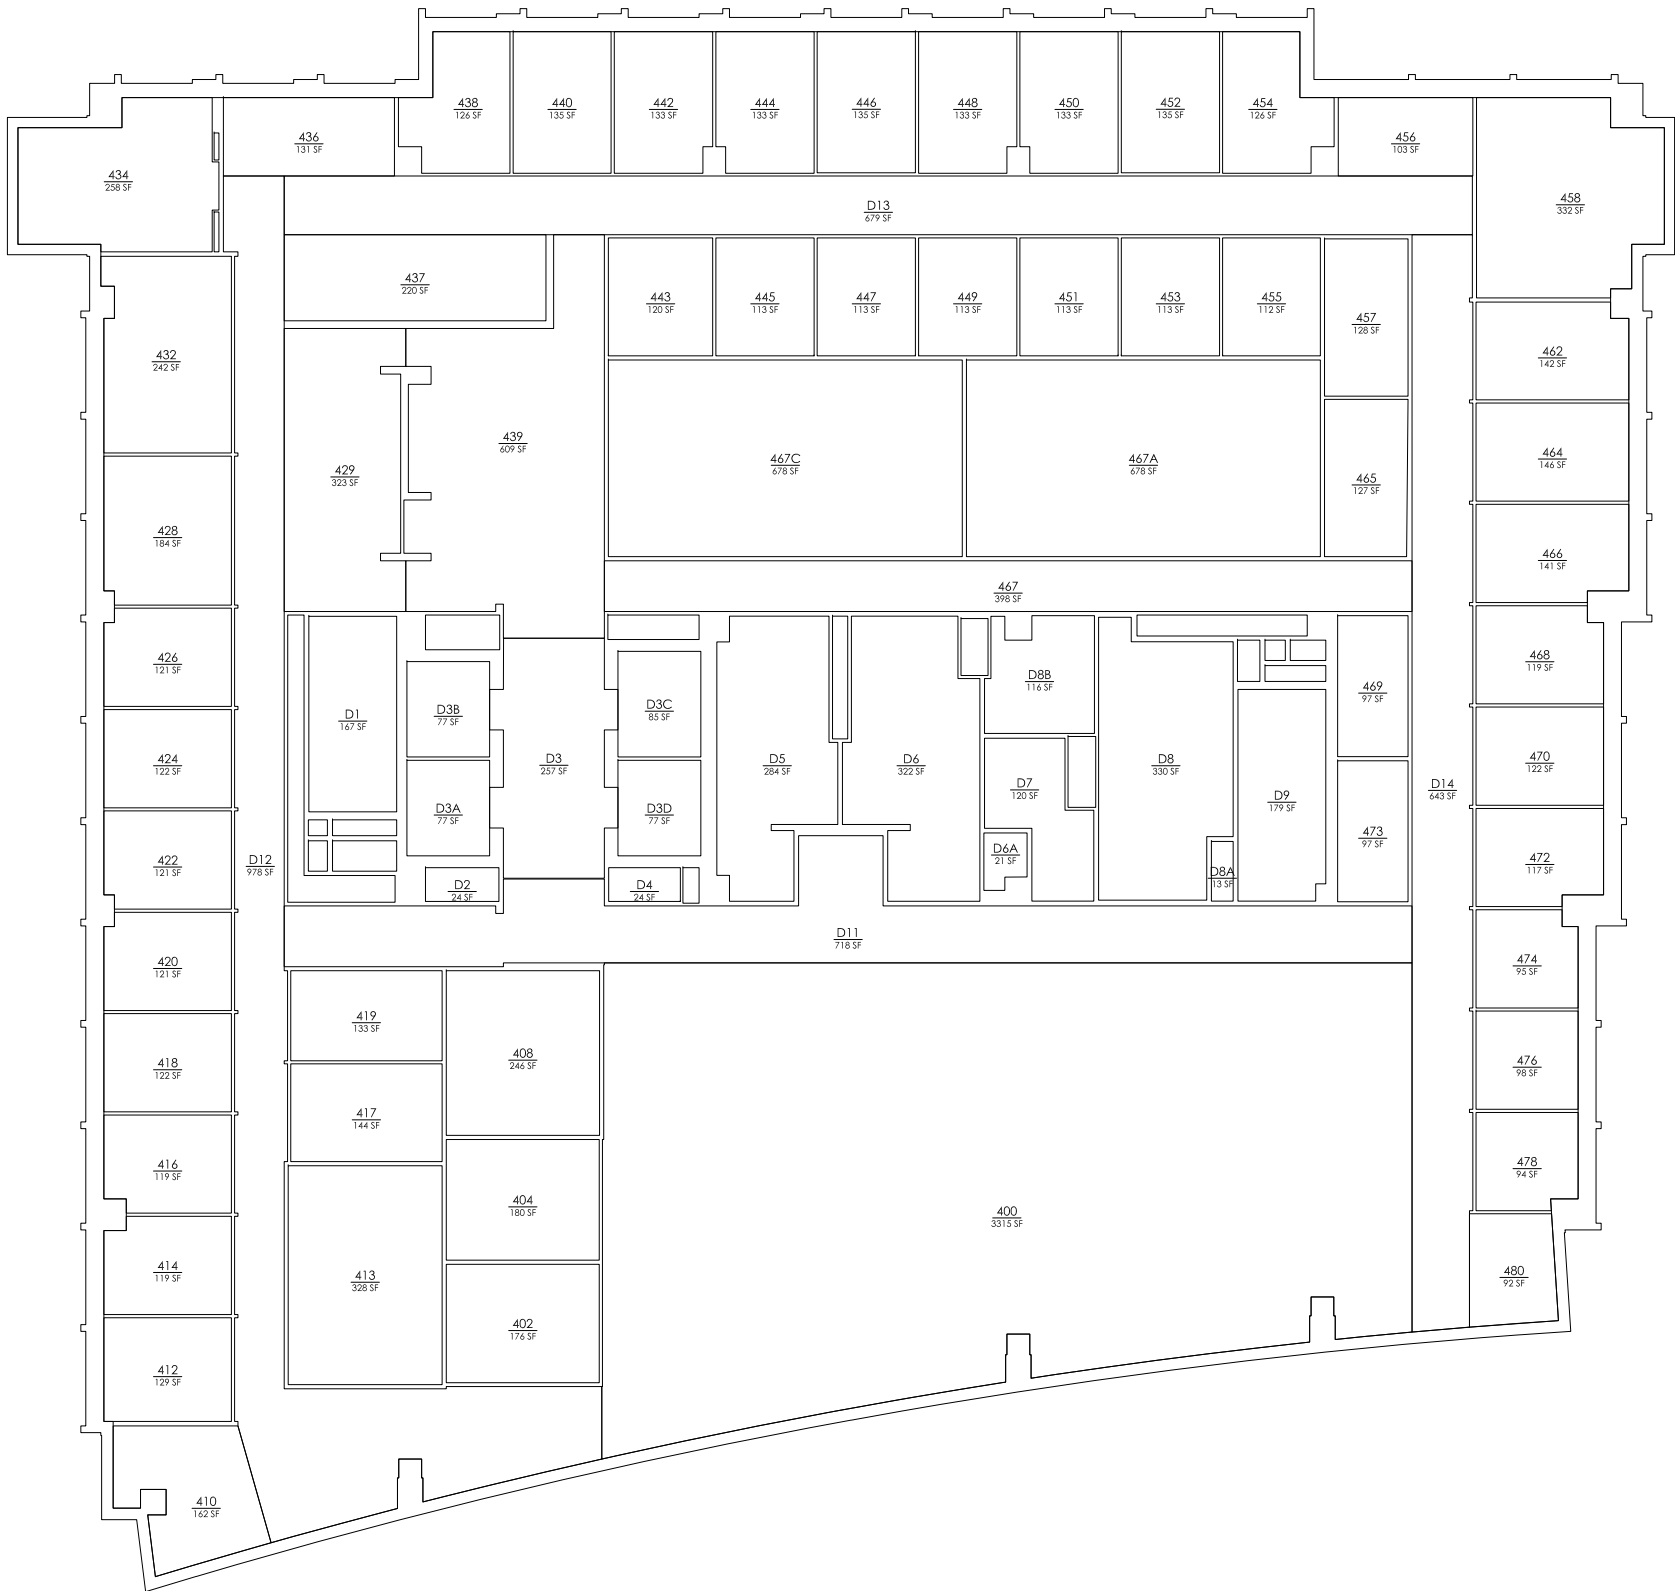 438
126 SF
440
135 SF
442
133 SF
444
133 SF
446
135 SF
448
133 SF
450
133 SF
452
135 SF
454
126 SF
436
131 SF
456
103 SF
434
258 SF
458
332 SF
D13
679 SF
437
220 SF
443
120 SF
445
113 SF
447
113 SF
449
113 SF
451
113 SF
453
113 SF
455
112 SF
457
128 SF
432
242 SF
462
142 SF
439
609 SF
429
323 SF
467C
678 SF
467A
678 SF
465
127 SF
464
146 SF
428
184 SF
466
141 SF
467
398 SF
426
121 SF
468
119 SF
D1
167 SF
D3B
77 SF
D3C
85 SF
D8B
116 SF
469
97 SF
424
122 SF
D3
257 SF
D5
284 SF
D6
322 SF
D7
120 SF
D8
330 SF
D9
179 SF
D14
643 SF
470
122 SF
D3A
77 SF
D3D
77 SF
473
97 SF
422
121 SF
D12
978 SF
D6A
21 SF
D8A
13 SF
472
117 SF
D2
24 SF
D4
24 SF
D11
718 SF
420
121 SF
474
95 SF
419
133 SF
408
246 SF
418
122 SF
476
98 SF
417
144 SF
416
119 SF
478
94 SF
404
180 SF
400
3315 SF
414
119 SF
413
328 SF
480
92 SF
402
176 SF
412
129 SF
410
162 SF